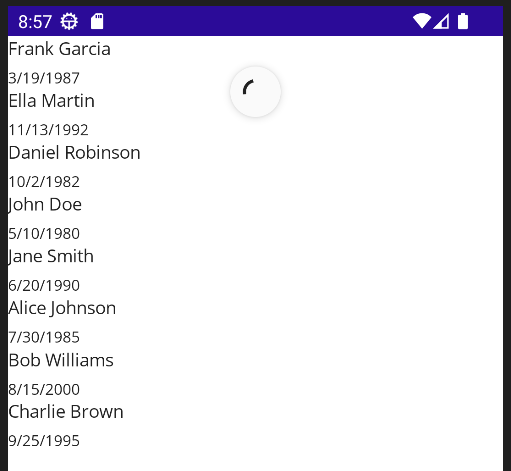 8:57
Frank Garcia
3/19/1987
Ella Martin
11/13/1992
Daniel Robinson
10/2/1982
John Doe
5/10/1980
Jane Smith
6/20/1990
Alice Johnson
7/30/1985
Bob Williams
8/15/2000
Charlie Brown
9/25/1995